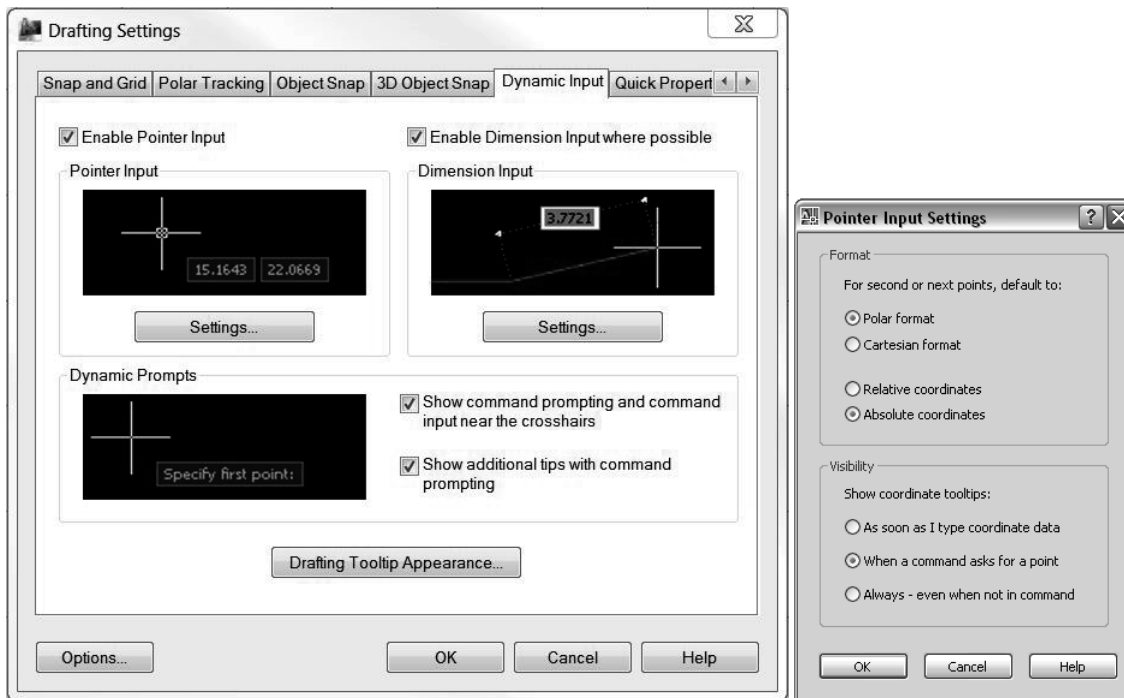 Drafting Settings
Snap and Grid Polar Tracking Object Snap 3D Object Snap Dynamic Input Quick Propert
Enable Pointer Input
Enable Dimension Input where possible
Pointer Input
Dimension Input
15.1643 22.0669
3.7721
Settings...
Settings...
Dynamic Prompts
Specify first point:
Show command prompting and command
input near the crosshairs
Show additional tips with command
prompting
Drafting Tooltip Appearance...
Options...
OK
Cancel
Help
Pointer Input Settings
?
Format
For second or next points, default to:
Polar format
Cartesian format
Relative coordinates
Absolute coordinates
Visibility
Show coordinate tooltips:
As soon as I type coordinate data
When a command asks for a point
Always - even when not in command
OK
Cancel
Help